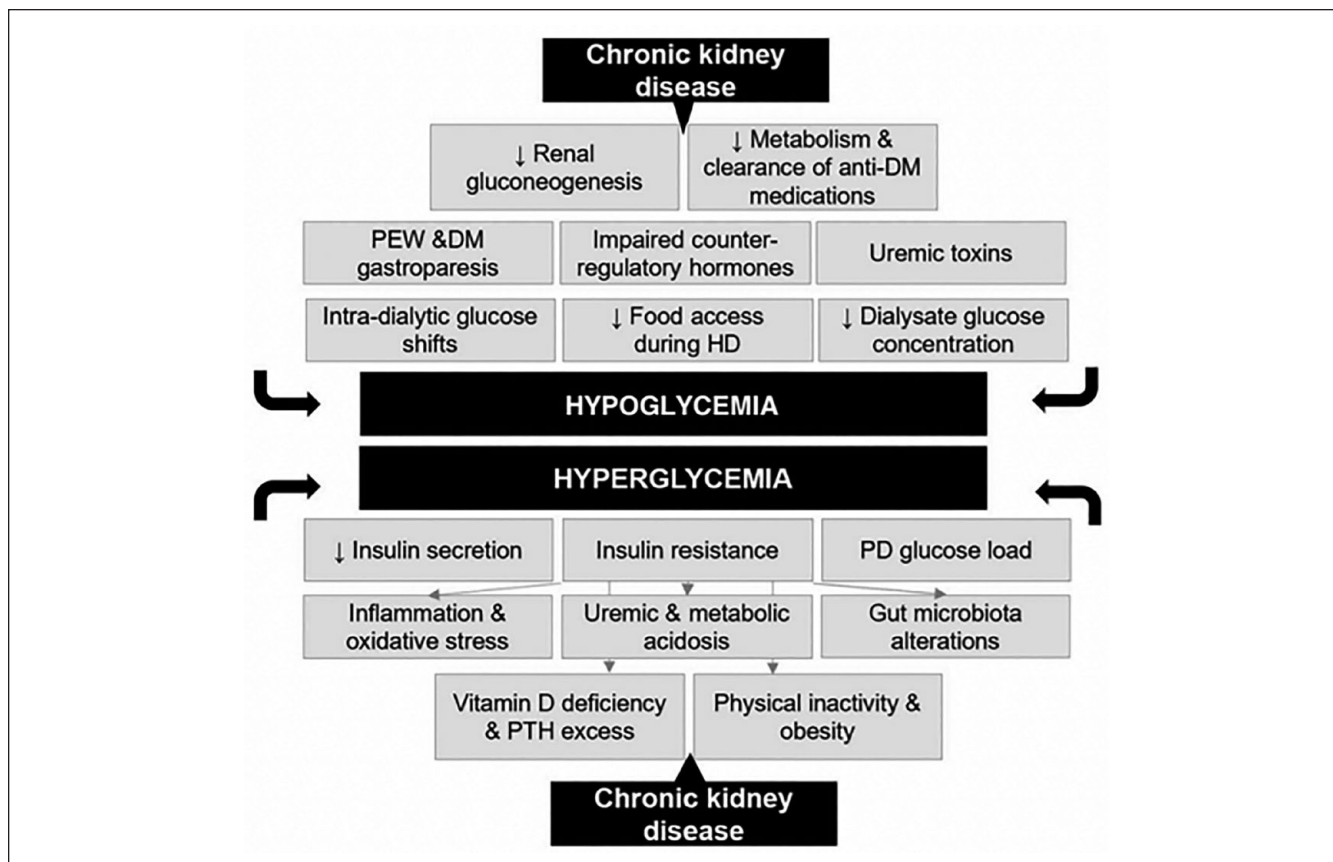 Chronic kidney
disease
↓ Renal
gluconeogenesis
↓ Metabolism &
clearance of anti-DM
medications
PEW &DM
gastroparesis
Impaired counter-
regulatory hormones
Uremic toxins
Intra-dialytic glucose
shifts
↓ Food access
during HD
↓ Dialysate glucose
concentration
HYPOGLYCEMIA
HYPERGLYCEMIA
↓ Insulin secretion
Insulin resistance
PD glucose load
Inflammation &
oxidative stress
Uremic & metabolic
acidosis
Gut microbiota
alterations
Vitamin D deficiency
& PTH excess
Physical inactivity &
obesity
Chronic kidney
disease